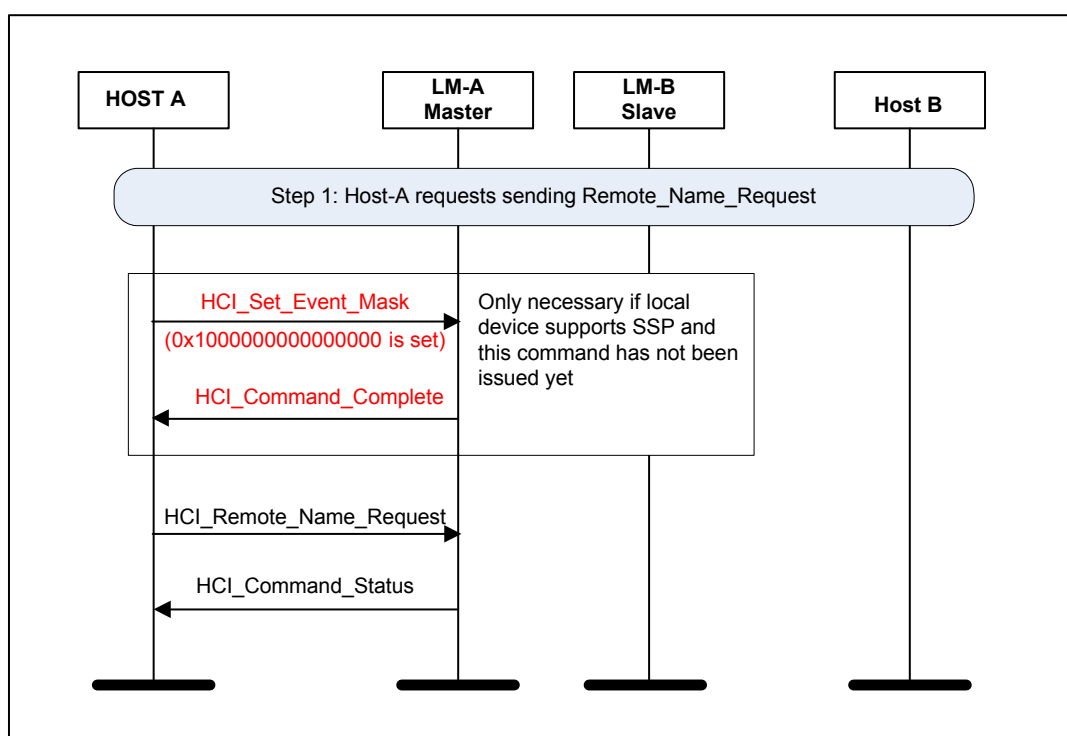 HOST A
LM-A
Master
LM-B
Slave
Host B
Step 1: Host-A requests sending Remote_Name_Request
HCI_Set_Event_Mask
(0x1000000000000000 is set)
Only necessary if local
device supports SSP and
this command has not been
issued yet
HCI_Command_Complete
HCI_Remote_Name_Request
HCI_Command_Status